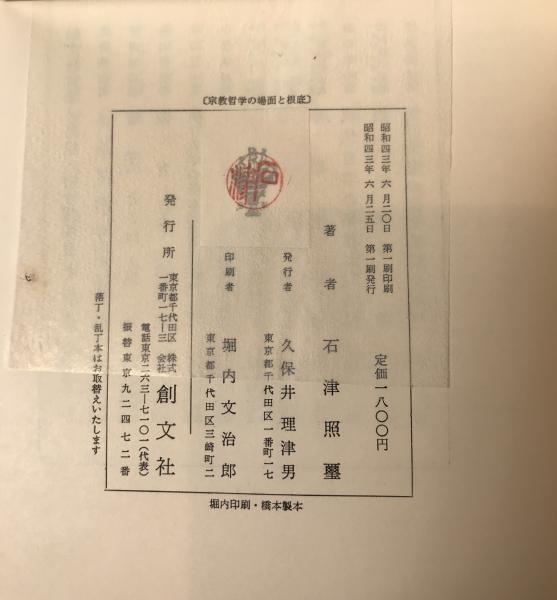 〔宗教哲学の場面と根底〕
昭和四三年 六 月二〇日 第一刷印刷
昭和四三年 六 月二五日 第一刷発行
定価一八〇〇円
著者 石津照璽
発行者 久保井理津男
東京都千代田区一番町一七
印刷者 堀内文治郎
東京都千代田区三崎町二
発行所 東京都千代田区
一番町一七―三
株式
会社 創文社
電話東京二六三―七一〇一(代表)
振替東京九二四七二番
落丁・乱丁本はお取替えいたします
堀内印刷・橋本製本